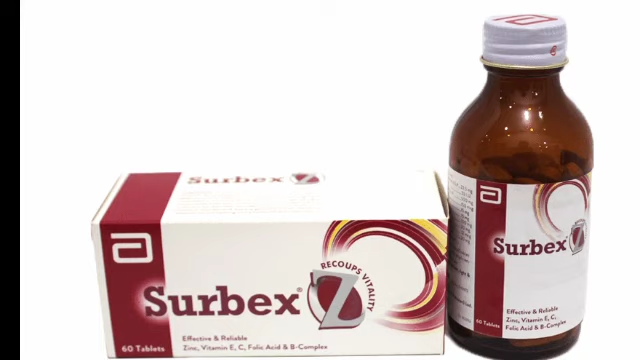 Surbex Z
RECOUPS VITALITY
Surbex® Z
60 Tablets
Effective & Reliable
Zinc, Vitamin E, C, Folic Acid & B-Complex
Surbex Z
Effective & Reliable
Zinc, Vitamin E, C,
Folic Acid & B-Complex
60 Tablets